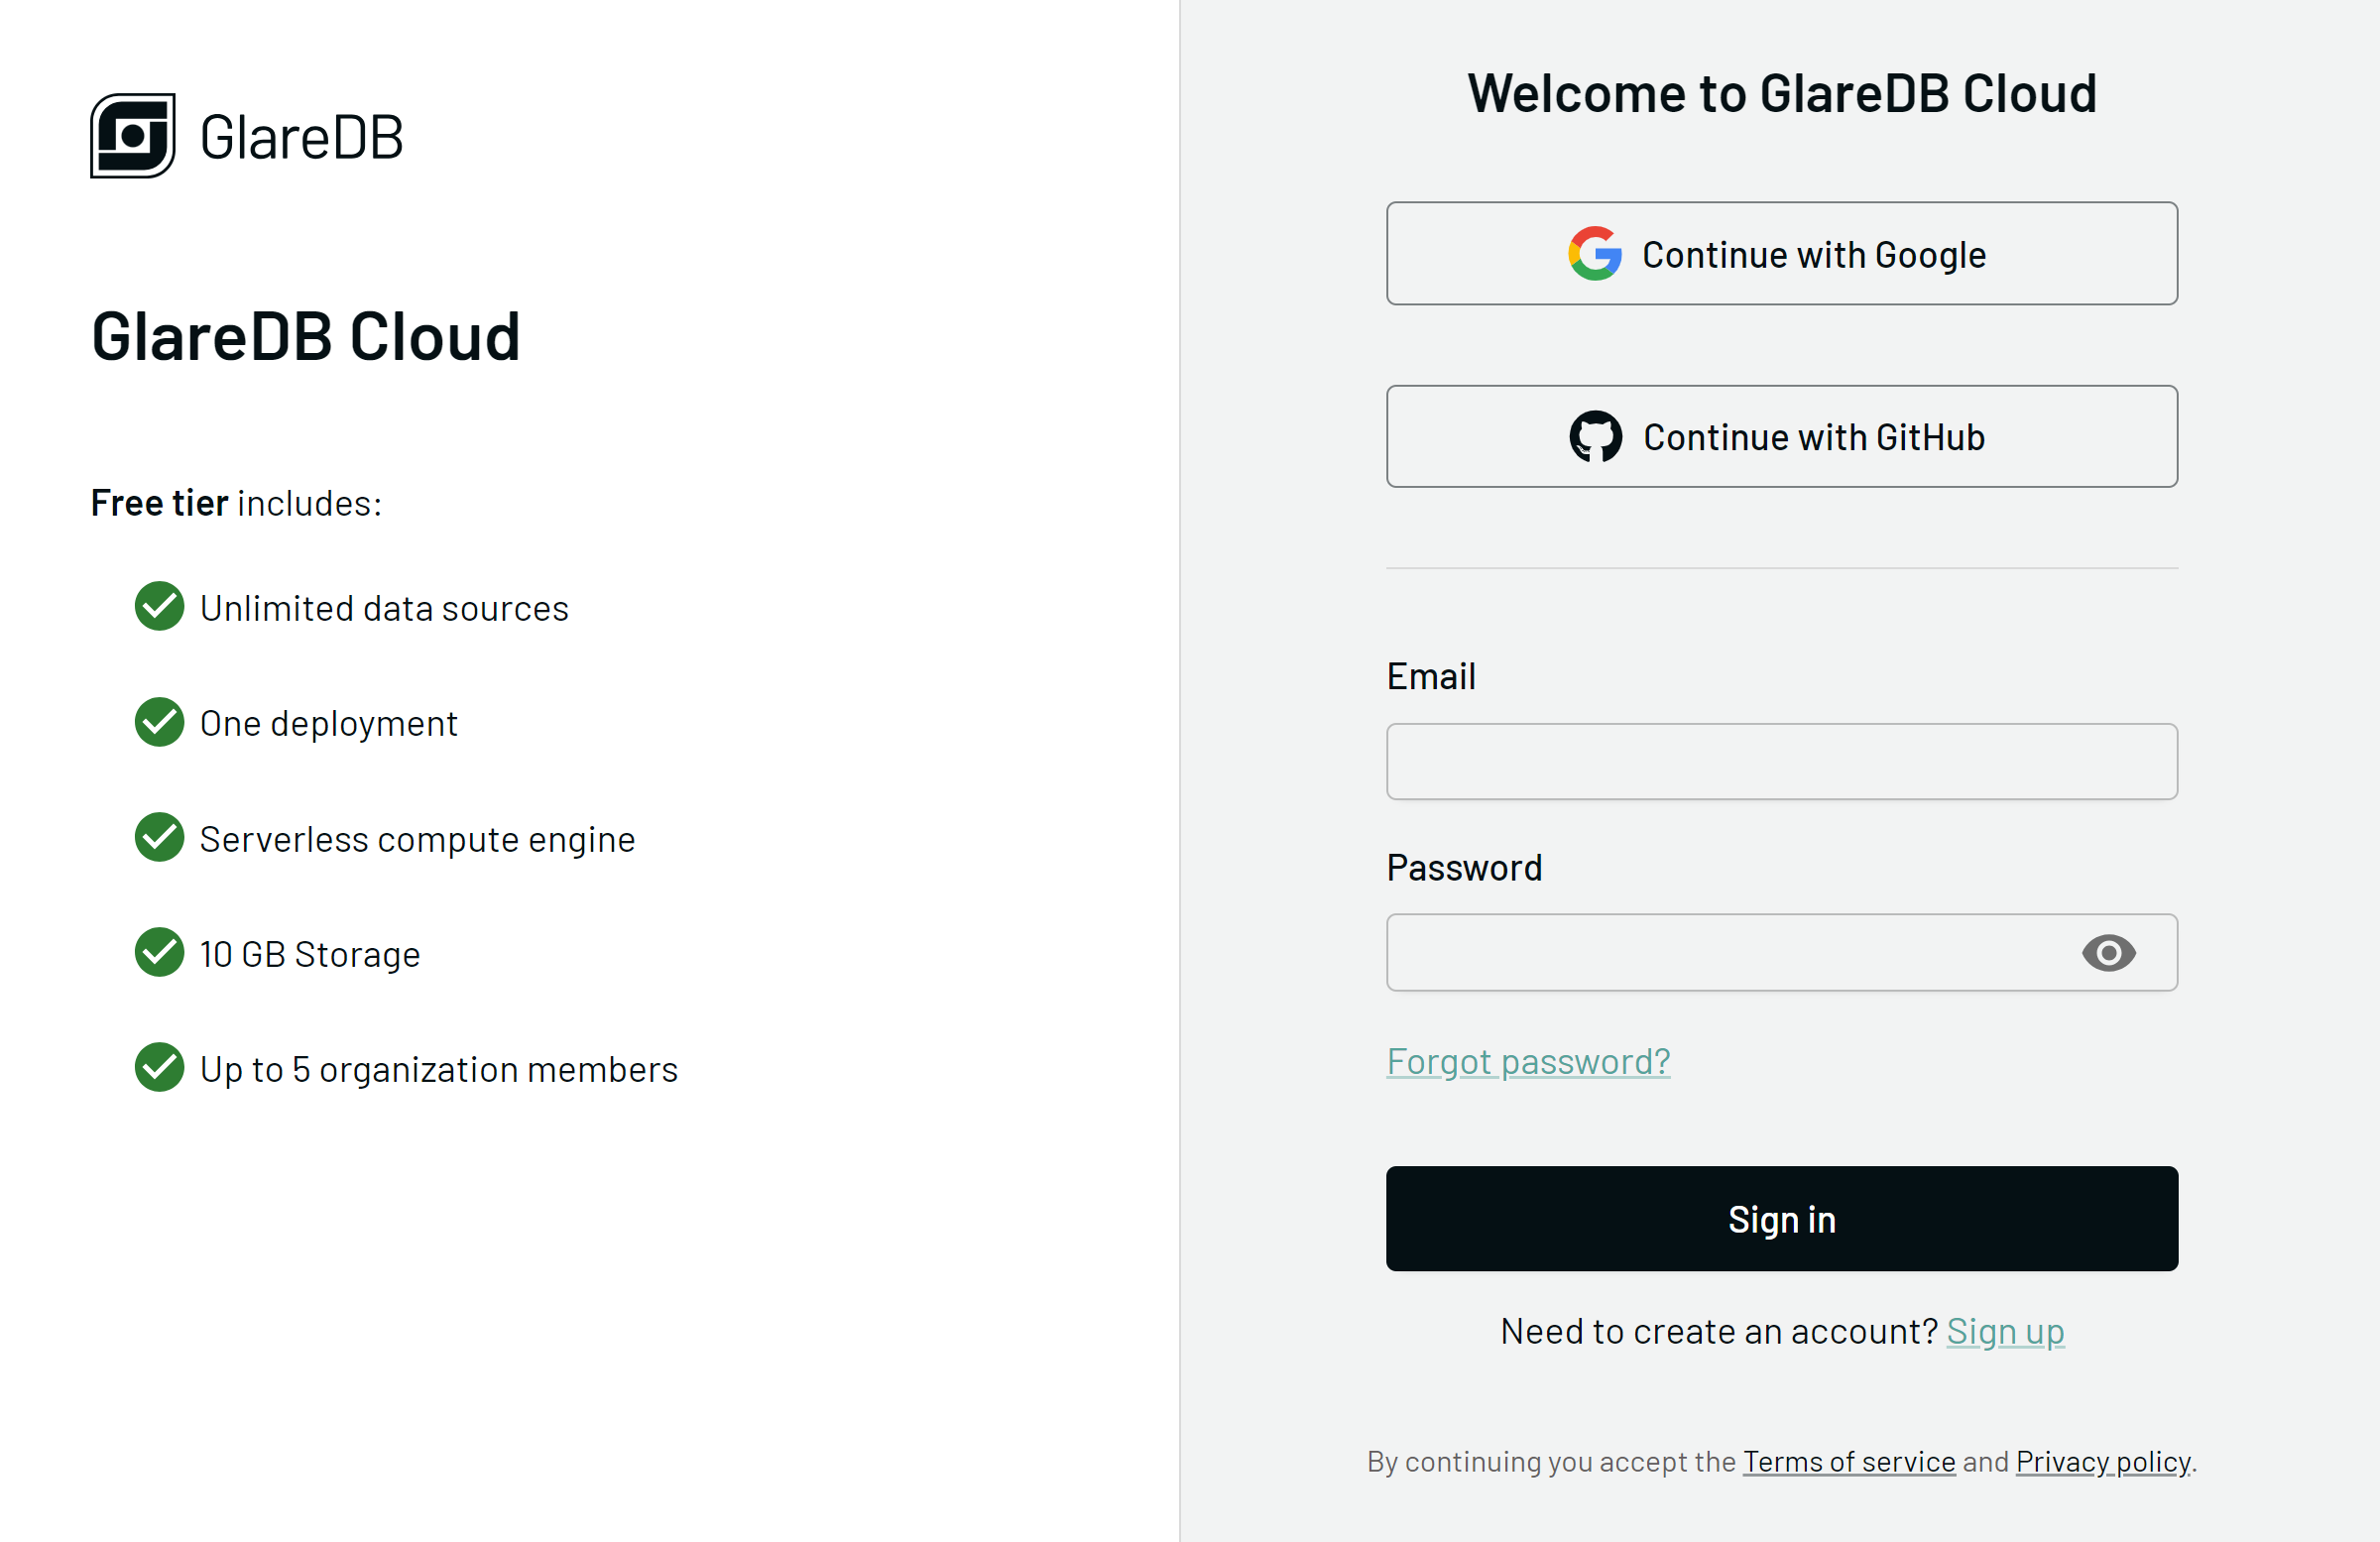 GlareDB
GlareDB Cloud
Free tier includes:
Unlimited data sources
One deployment
Serverless compute engine
10 GB Storage
Up to 5 organization members
Welcome to GlareDB Cloud
Continue with Google
Continue with GitHub
Email
Password
Forgot password?
Sign in
Need to create an account? Sign up
By continuing you accept the Terms of service and Privacy policy.